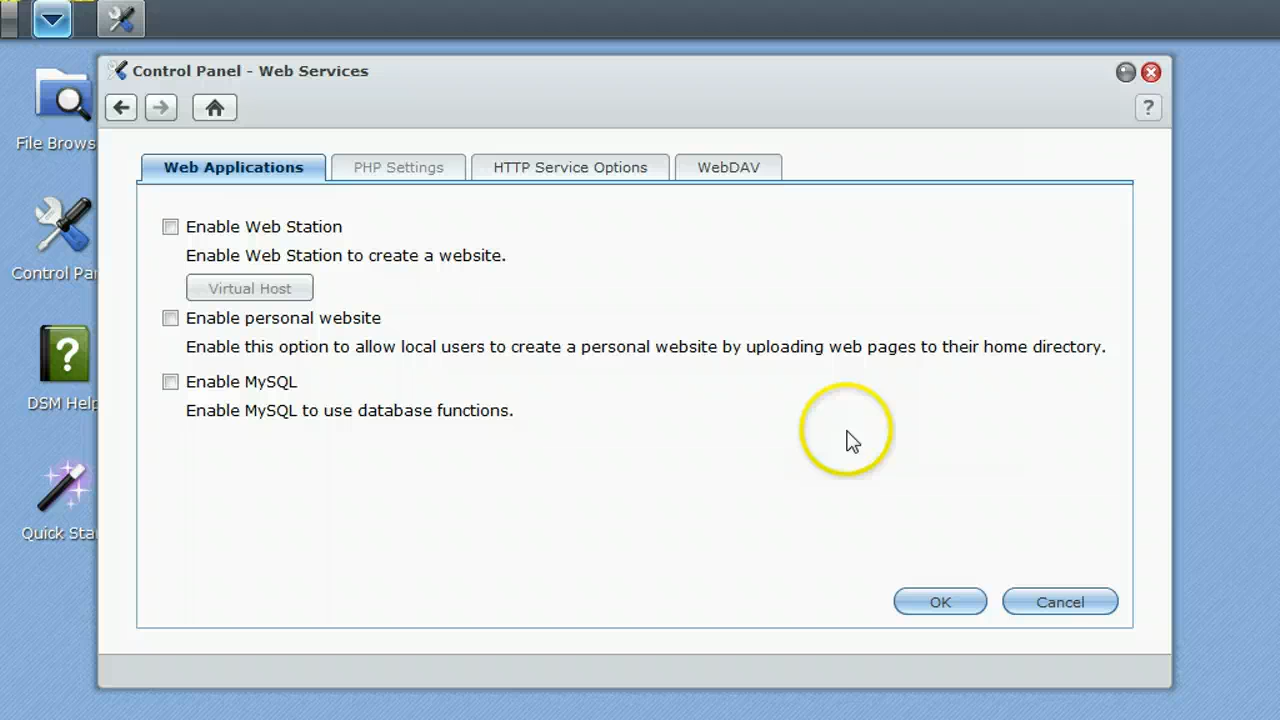 Control Panel - Web Services
?
File Brows
Web Applications
PHP Settings
HTTP Service Options
WebDAV
Enable Web Station
Enable Web Station to create a website.
Control Pa
Virtual Host
Enable personal website
Enable this option to allow local users to create a personal website by uploading web pages to their home directory.
Enable MySQL
DSM Help
Enable MySQL to use database functions.
Quick Sta
OK
Cancel